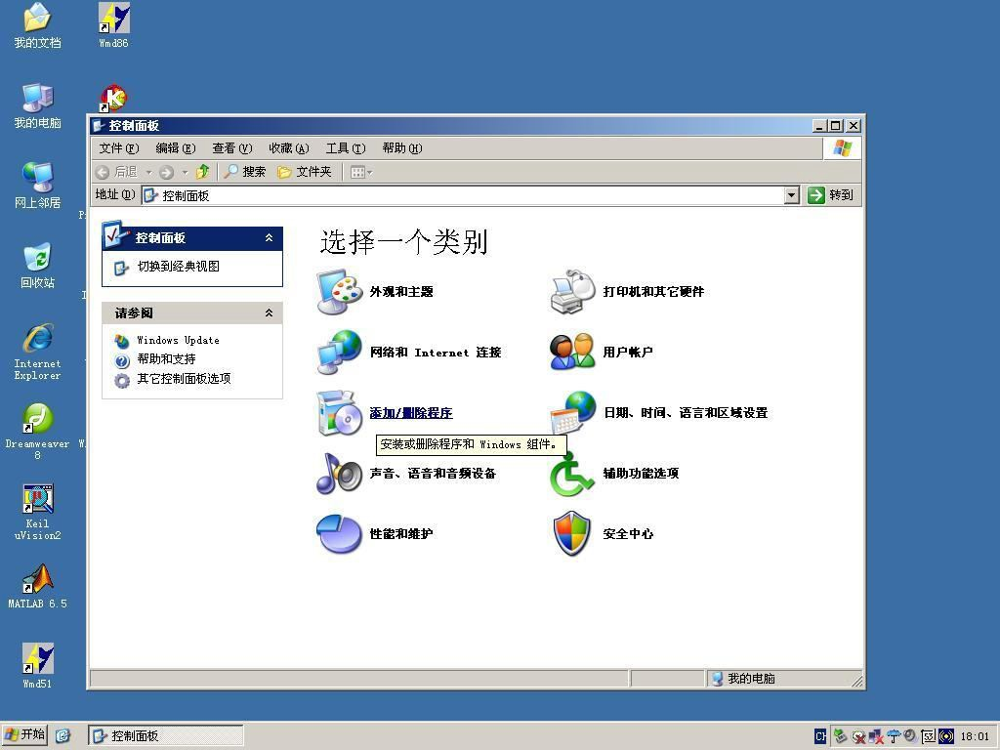 我的文档
Wmd86
我的电脑
网上邻居
回收站
Internet
Explorer
Dreamweaver
8
Keil
uVision2
MATLAB 6.5
Wmd51
控制面板
文件(F) 编辑(E) 查看(V) 收藏(A) 工具(T) 帮助(H)
后退 搜索 文件夹
地址(D) 控制面板 转到
控制面板
切换到经典视图
请参阅
Windows Update
帮助和支持
其它控制面板选项
选择一个类别
外观和主题
打印机和其它硬件
网络和 Internet 连接
用户帐户
添加/删除程序
日期、时间、语言和区域设置
安装或删除程序和 Windows 组件。
声音、语音和音频设备
辅助功能选项
性能和维护
安全中心
我的电脑
开始 控制面板 CH 18:01